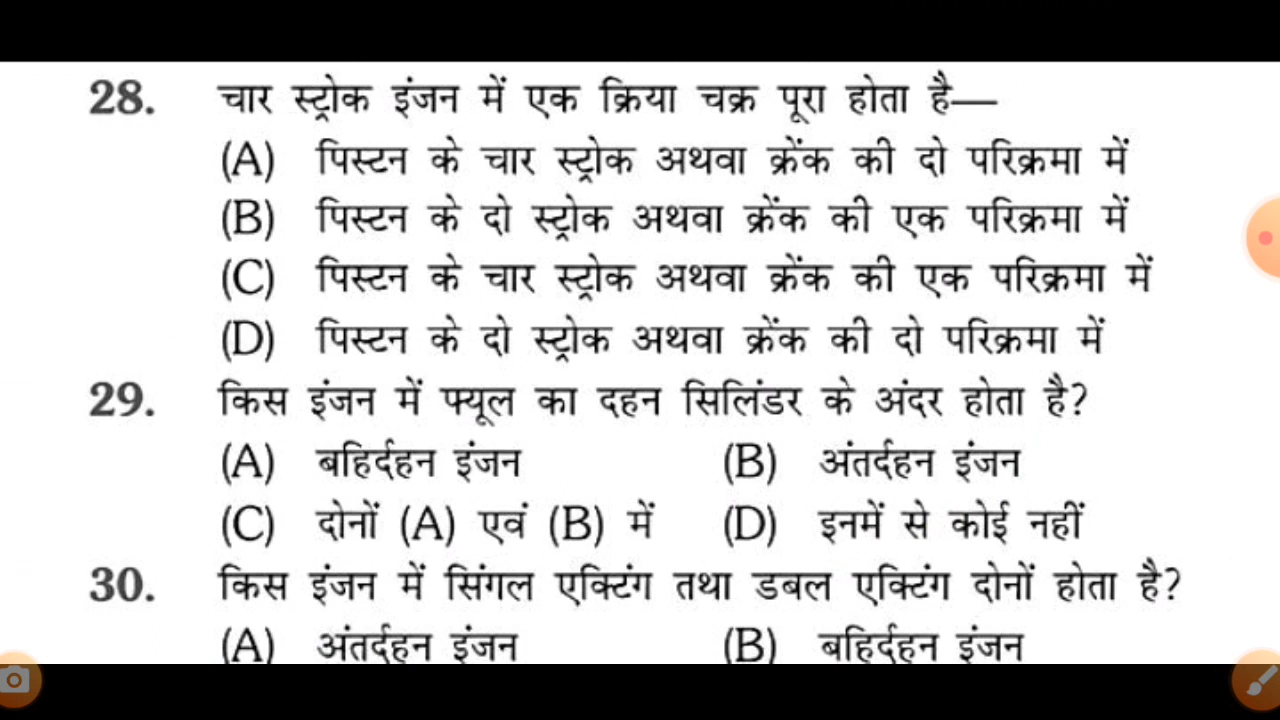 28. चार स्ट्रोक इंजन में एक क्रिया चक्र पूरा होता है—
(A) पिस्टन के चार स्ट्रोक अथवा क्रेंक की दो परिक्रमा में
(B) पिस्टन के दो स्ट्रोक अथवा क्रेंक की एक परिक्रमा में
(C) पिस्टन के चार स्ट्रोक अथवा क्रेंक की एक परिक्रमा में
(D) पिस्टन के दो स्ट्रोक अथवा क्रेंक की दो परिक्रमा में
29. किस इंजन में फ्यूल का दहन सिलिंडर के अंदर होता है?
(A) बहिर्दहन इंजन (B) अंतर्दहन इंजन
(C) दोनों (A) एवं (B) में (D) इनमें से कोई नहीं
30. किस इंजन में सिंगल एक्टिंग तथा डबल एक्टिंग दोनों होता है?
(A) अंतर्दहन इंजन (B) बहिर्दहन इंजन